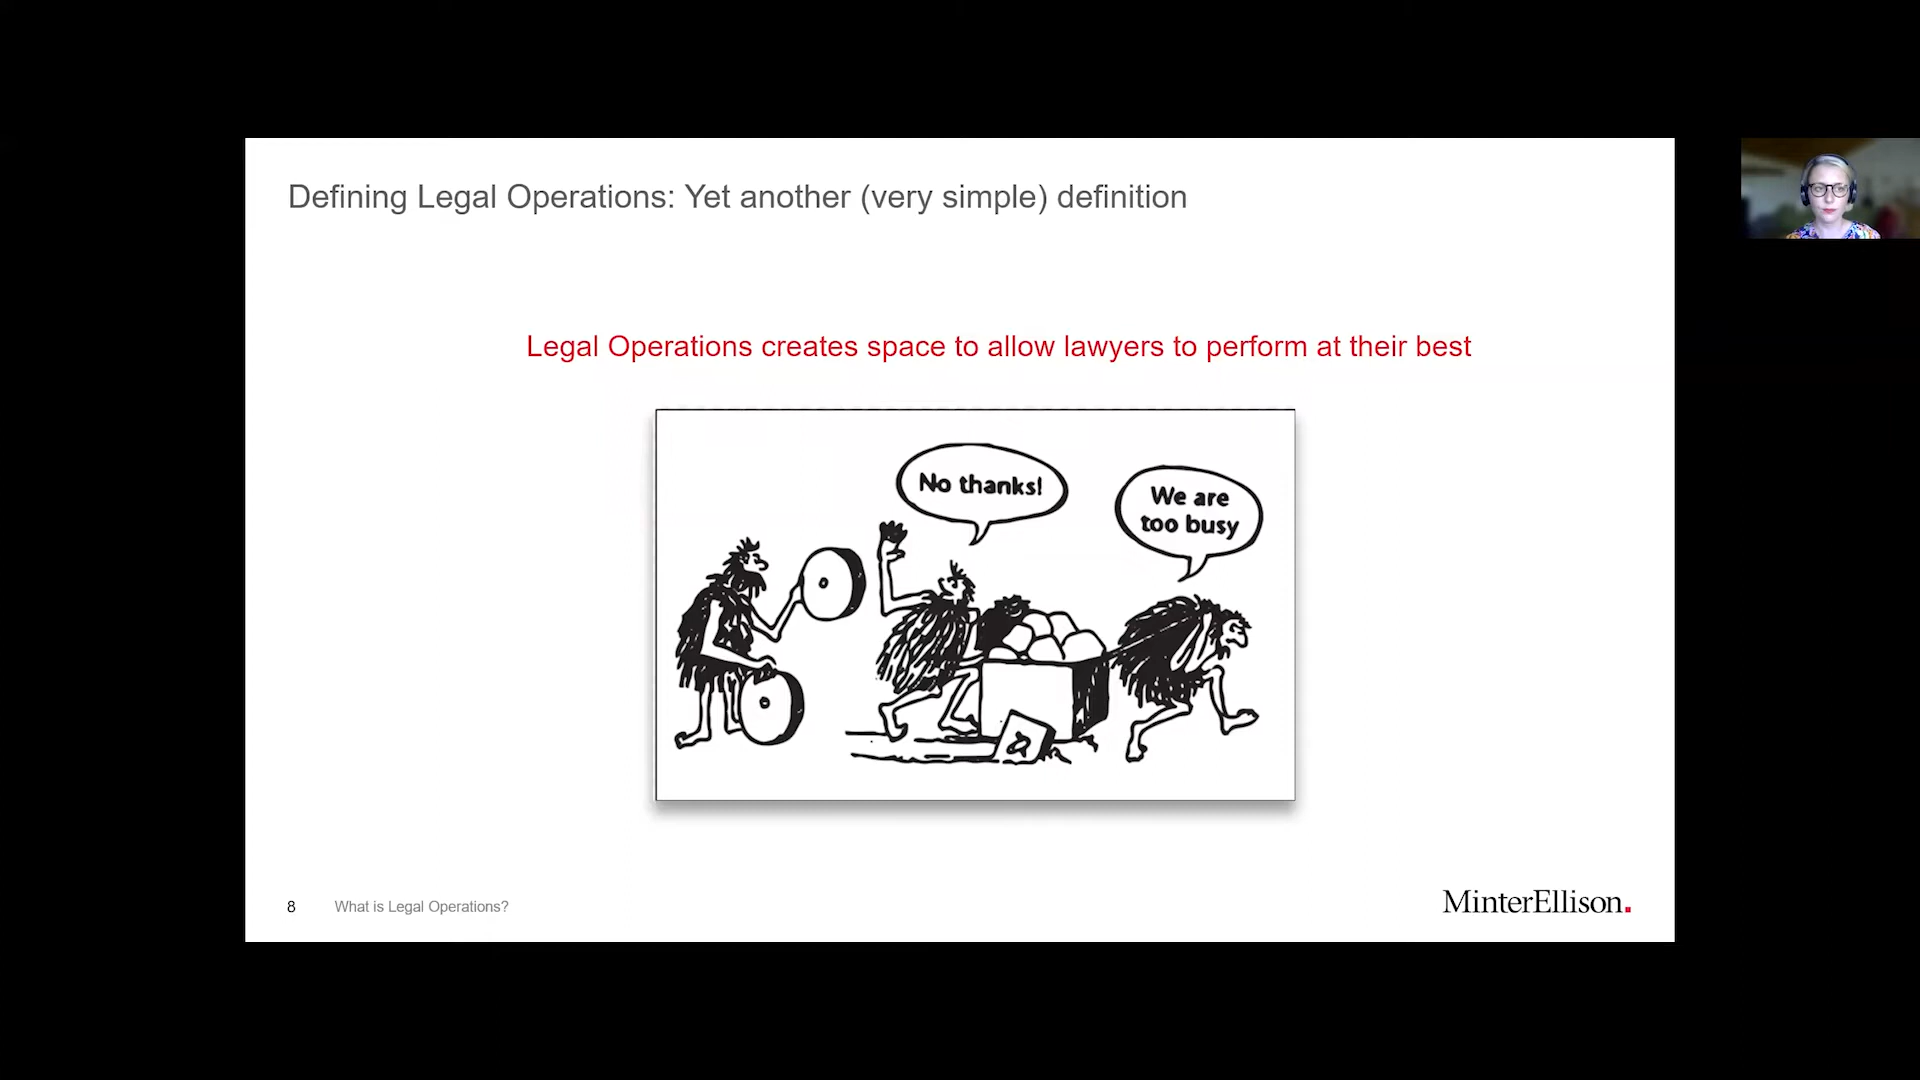 Defining Legal Operations: Yet another (very simple) definition
Legal Operations creates space to allow lawyers to perform at their best
No thanks!
We are
too busy
8
What is Legal Operations?
MinterEllison.